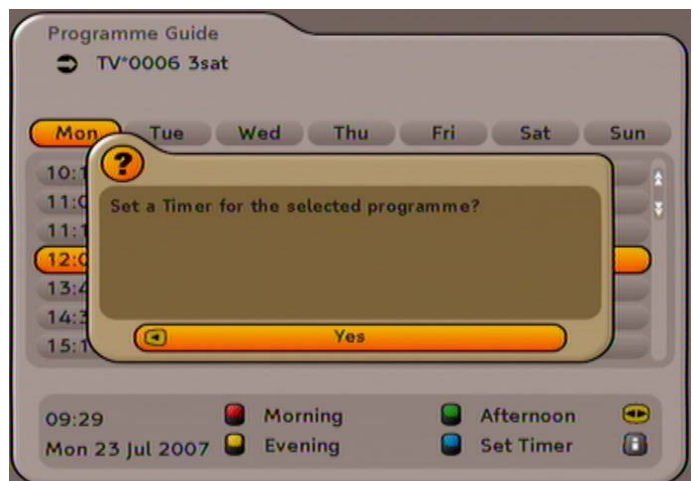 Programme Guide
TV*0006 3sat
Mon Tue Wed Thu Fri Sat Sun
?
Set a Timer for the selected programme?
Yes
09:29
Morning Afternoon
Mon 23 Jul 2007 Evening Set Timer